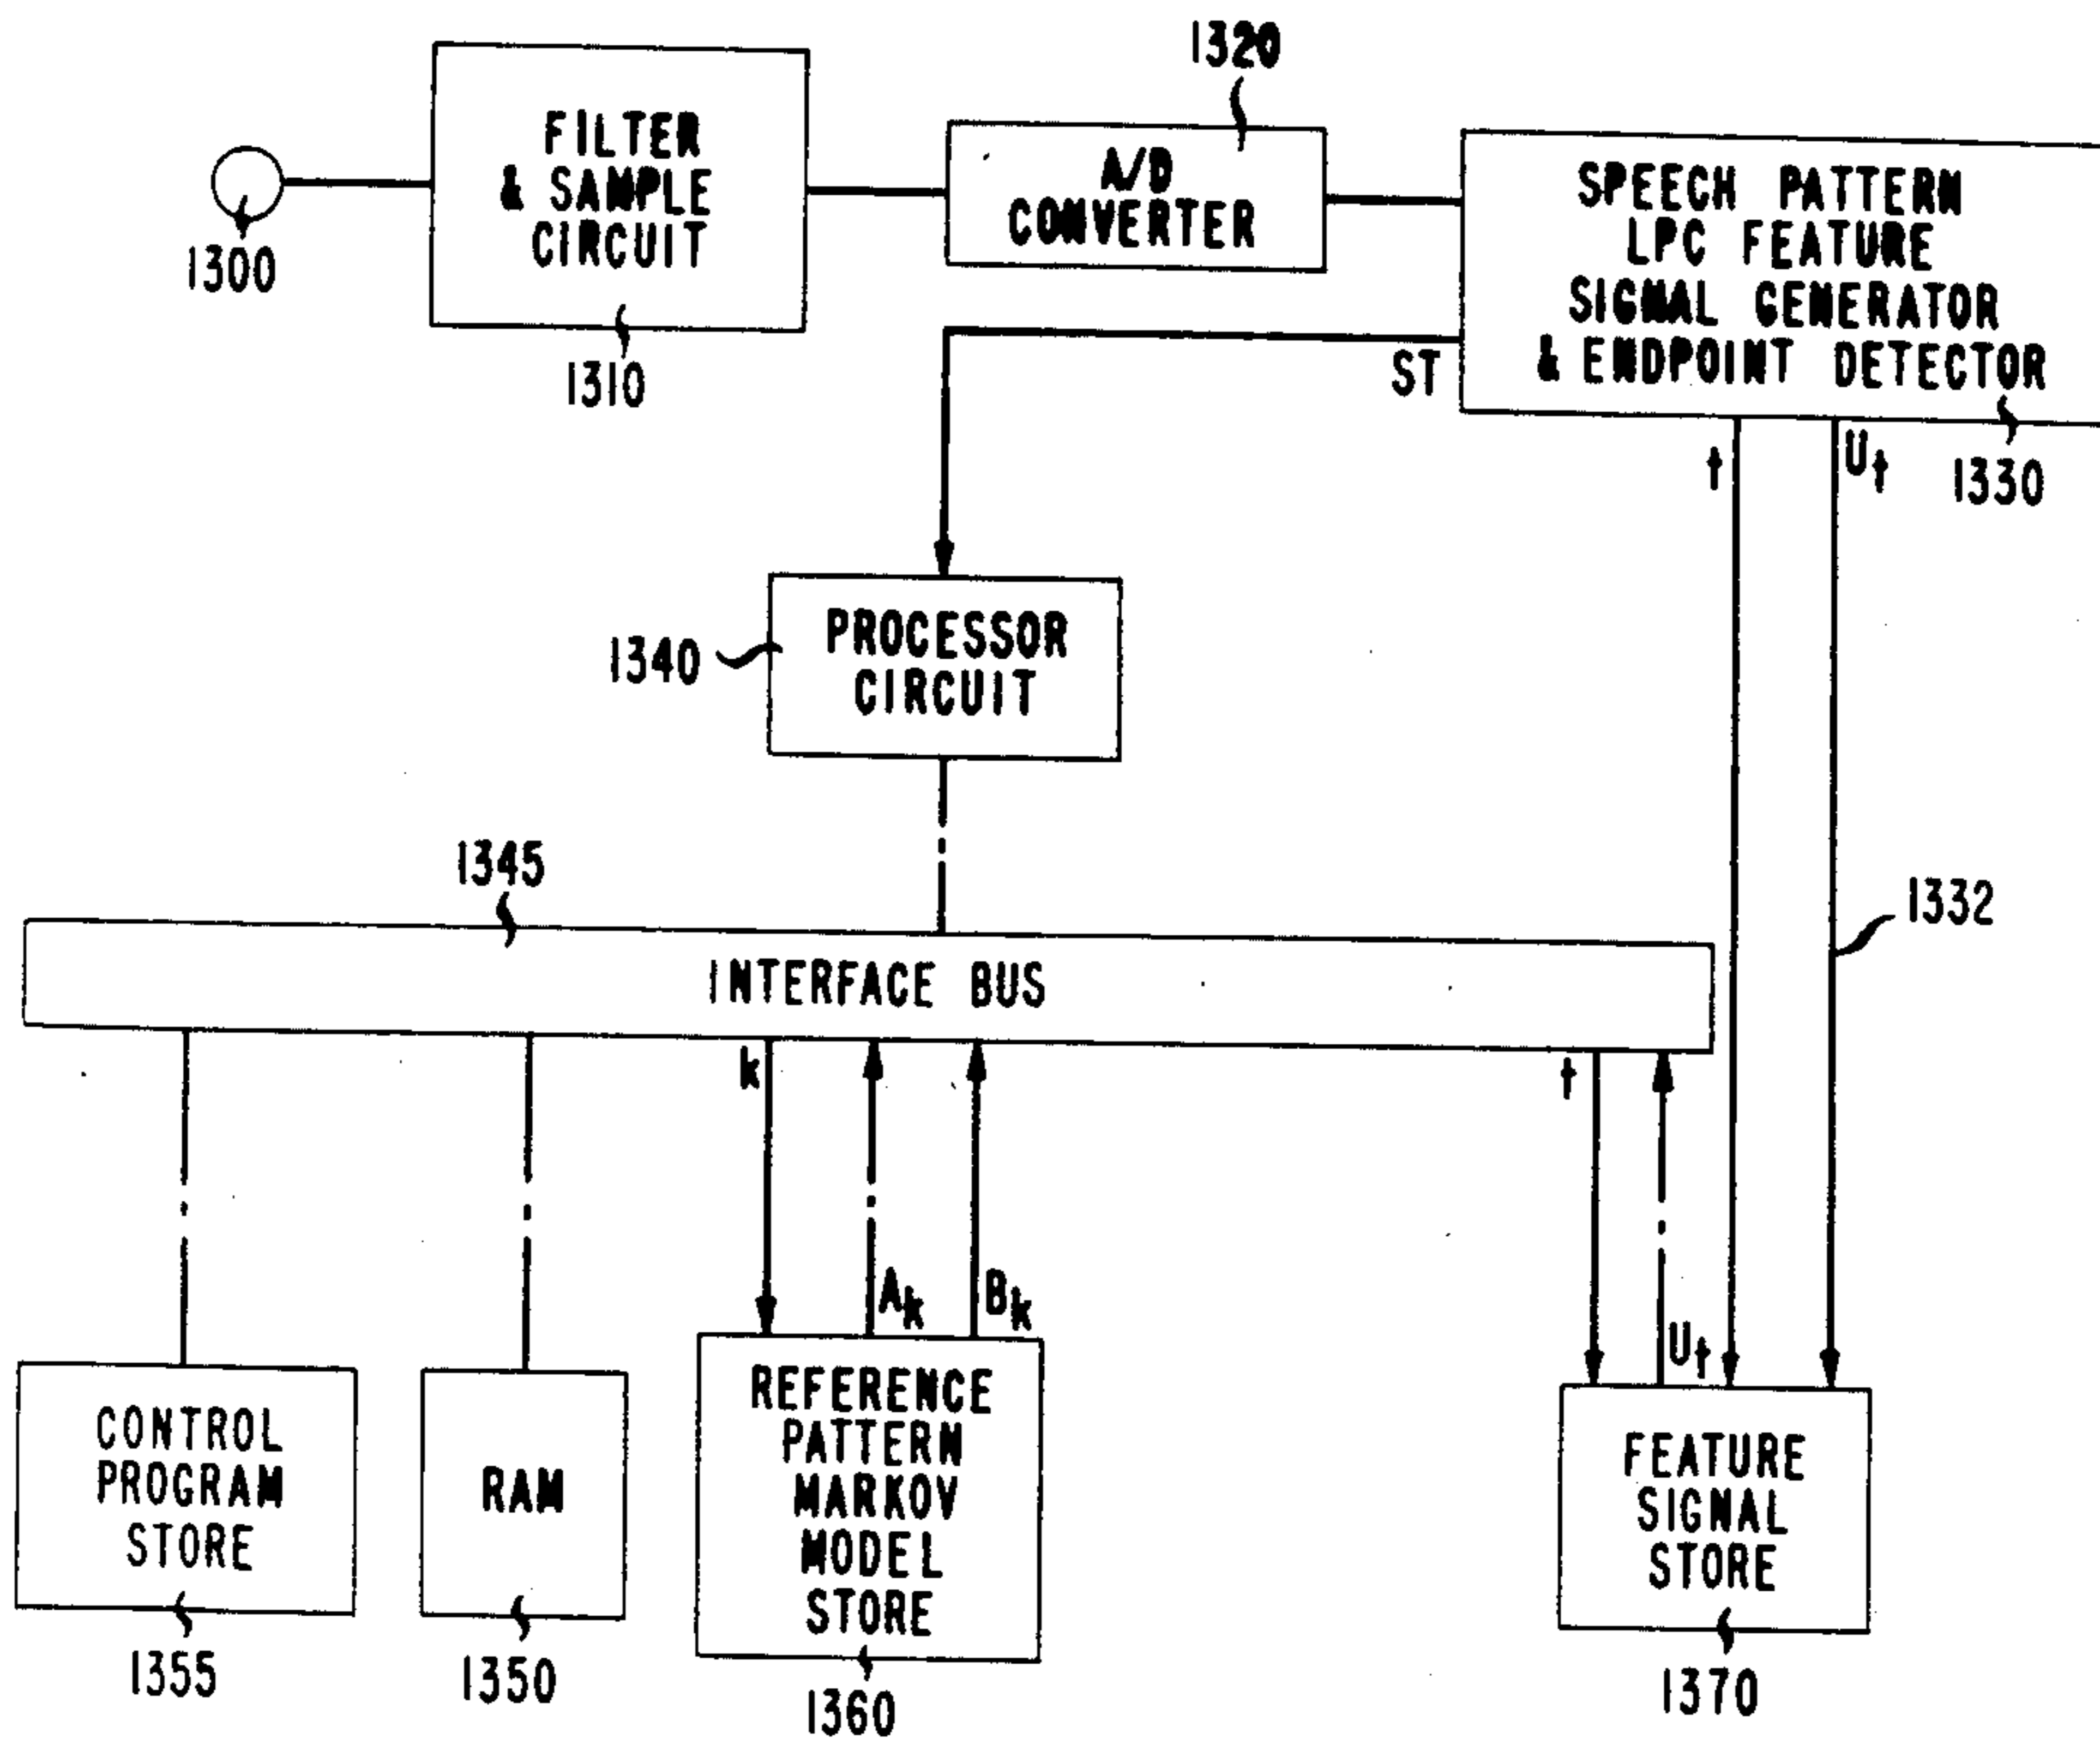 1320
FILTER
& SAMPLE
CIRCUIT
A/D
CONVERTER
SPEECH PATTERN
LPC FEATURE
SIGNAL GENERATOR
& ENDPOINT DETECTOR
1300
1310
ST
t
Ut
1330
PROCESSOR
CIRCUIT
1340
1345
1332
INTERFACE BUS
k
t
Ak
Bk
Ut
CONTROL
PROGRAM
STORE
RAM
REFERENCE
PATTERN
MARKOV
MODEL
STORE
FEATURE
SIGNAL
STORE
1355
1350
1360
1370